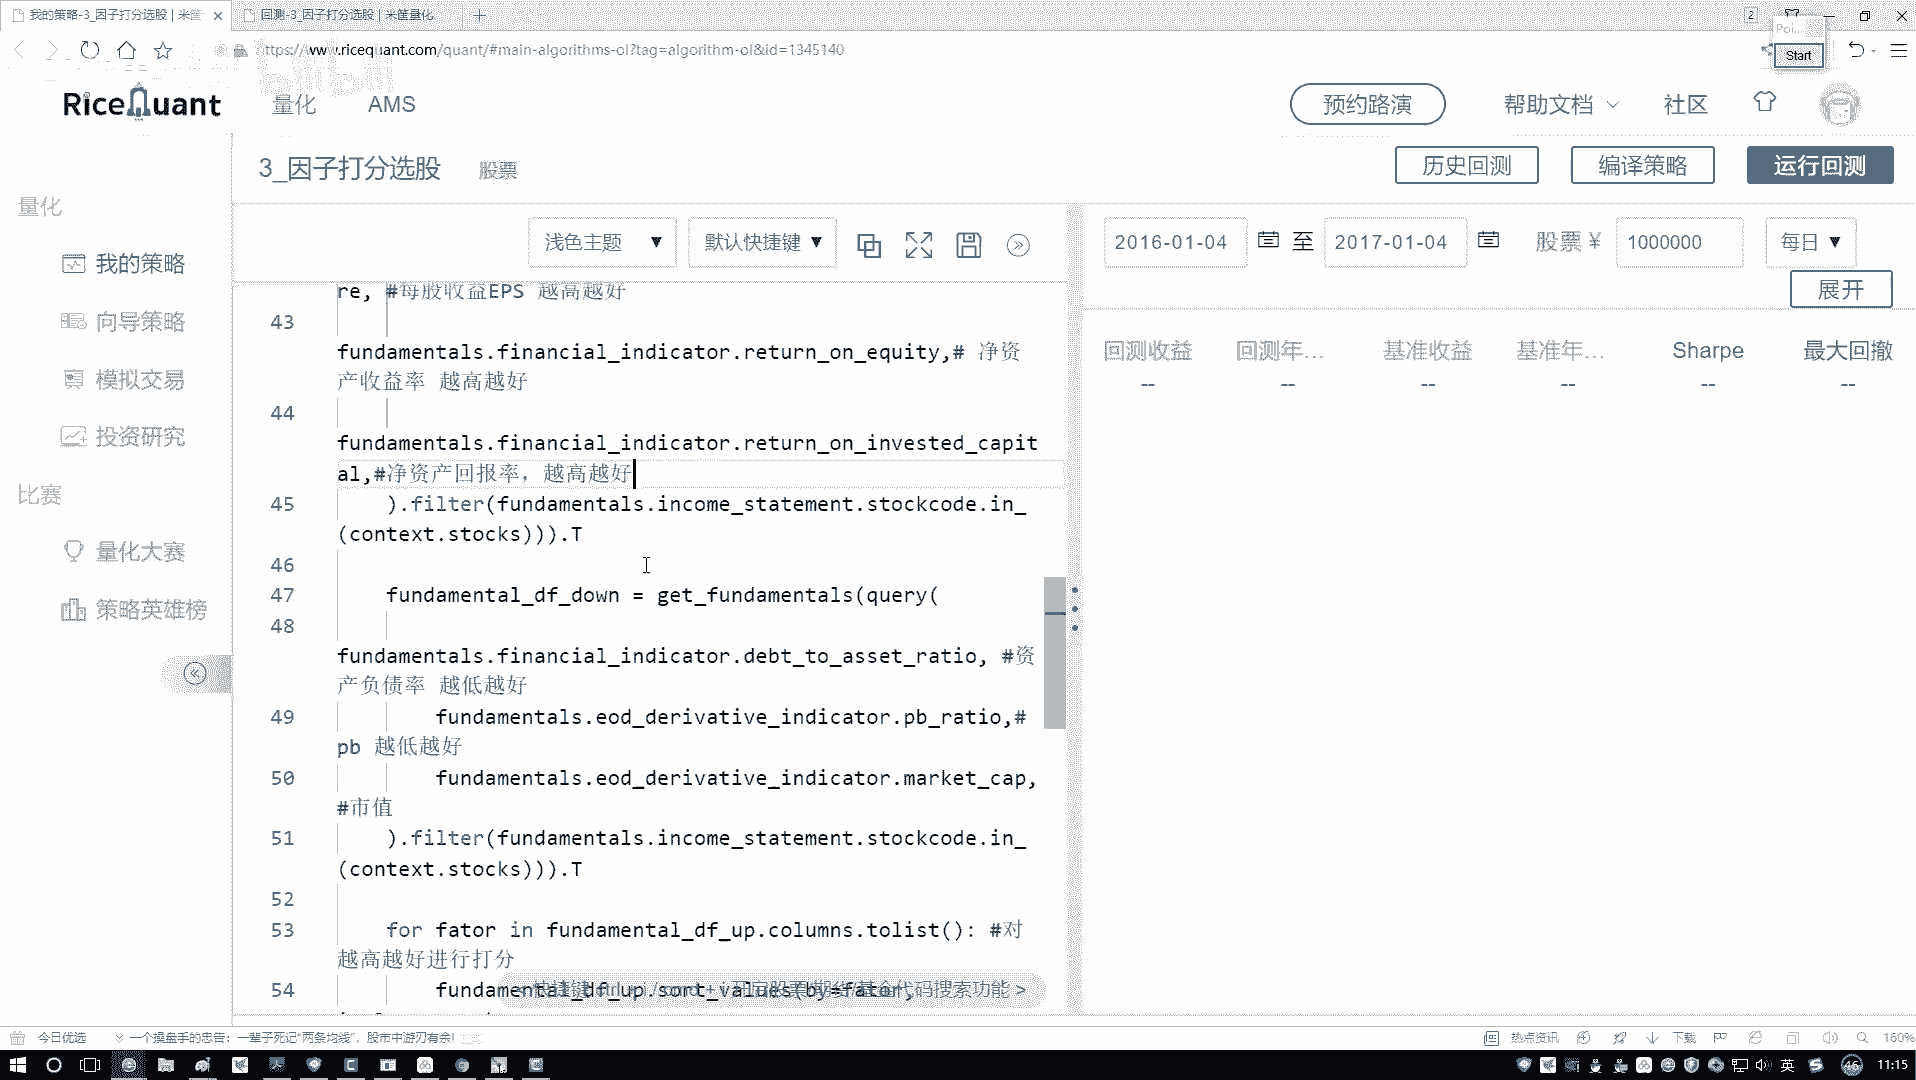 我的策略-3_因子打分选股 | 米筐
回测-3_因子打分选股 | 米筐量化
2
ttps://www.ricequant.com/quant/#main-algorithms-ol?tag=algorithm-ol&id=1345140
Poi...
Start
RiceQuant
量化
AMS
预约路演
帮助文档
社区
3_因子打分选股
股票
历史回测
编译策略
运行回测
量化
我的策略
向导策略
模拟交易
投资研究
比赛
量化大赛
策略英雄榜
浅色主题 ▼
默认快捷键 ▼
2016-01-04
至
2017-01-04
股票 ¥
1000000
每日 ▼
展开
回测收益
回测年...
基准收益
基准年...
Sharpe
最大回撤
--
--
--
--
--
--
re, #每股收益EPS 越高越好
43
fundamentals.financial_indicator.return_on_equity,# 净资
产收益率 越高越好
44
fundamentals.financial_indicator.return_on_invested_capit
al,#净资产回报率，越高越好
45 ).filter(fundamentals.income_statement.stockcode.in_
(context.stocks))).T
46
47 fundamental_df_down = get_fundamentals(query(
48
fundamentals.financial_indicator.debt_to_asset_ratio, #资
产负债率 越低越好
49 fundamentals.eod_derivative_indicator.pb_ratio,#
pb 越低越好
50 fundamentals.eod_derivative_indicator.market_cap,
#市值
51 ).filter(fundamentals.income_statement.stockcode.in_
(context.stocks))).T
52
53 for fator in fundamental_df_up.columns.tolist(): #对
越高越好进行打分
54 fundamental_df_up.sort_values(by=fator,
代码搜索功能 >
今日优选
一个操盘手的忠告：一辈子死记“两条均线”，股市中游刃有余!
热点资讯
下载
160%
英
46
11:15